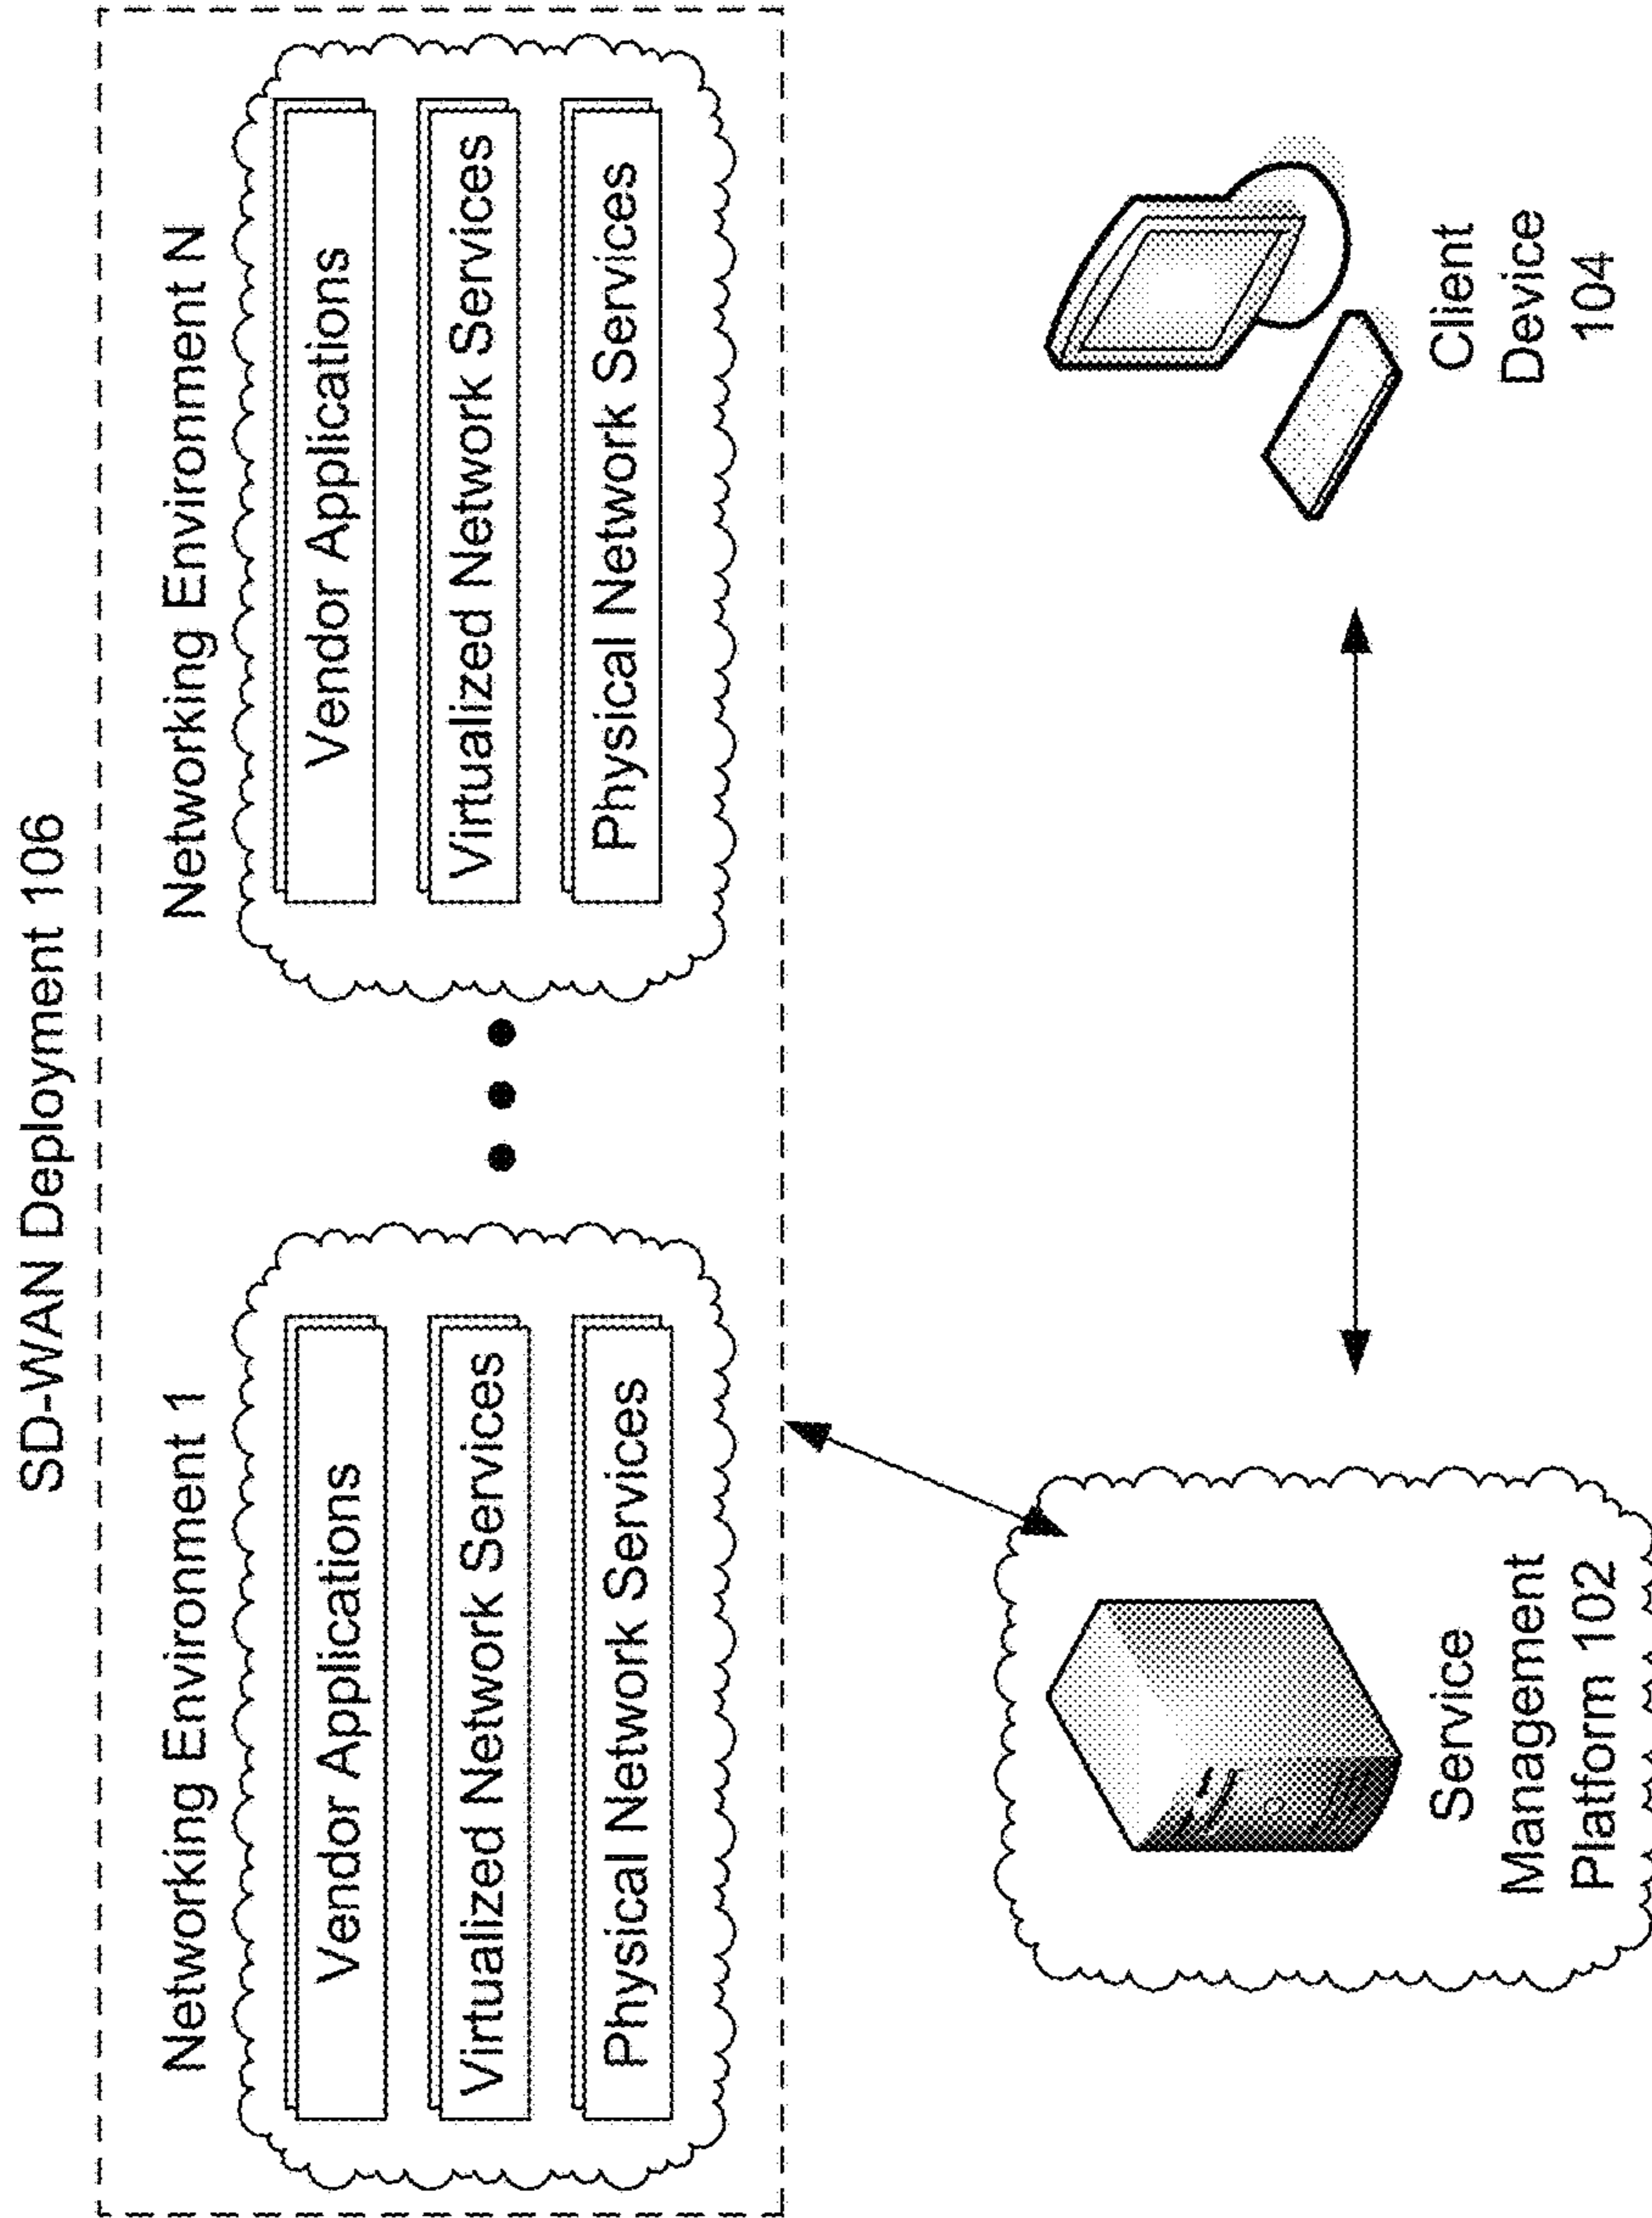 SD-WAN Deployment 106
Networking Environment 1
Vendor Applications
Virtualized Network Services
Physical Network Services
Networking Environment N
Vendor Applications
Virtualized Network Services
Physical Network Services
Service
Management
Platform 102
Client
Device
104